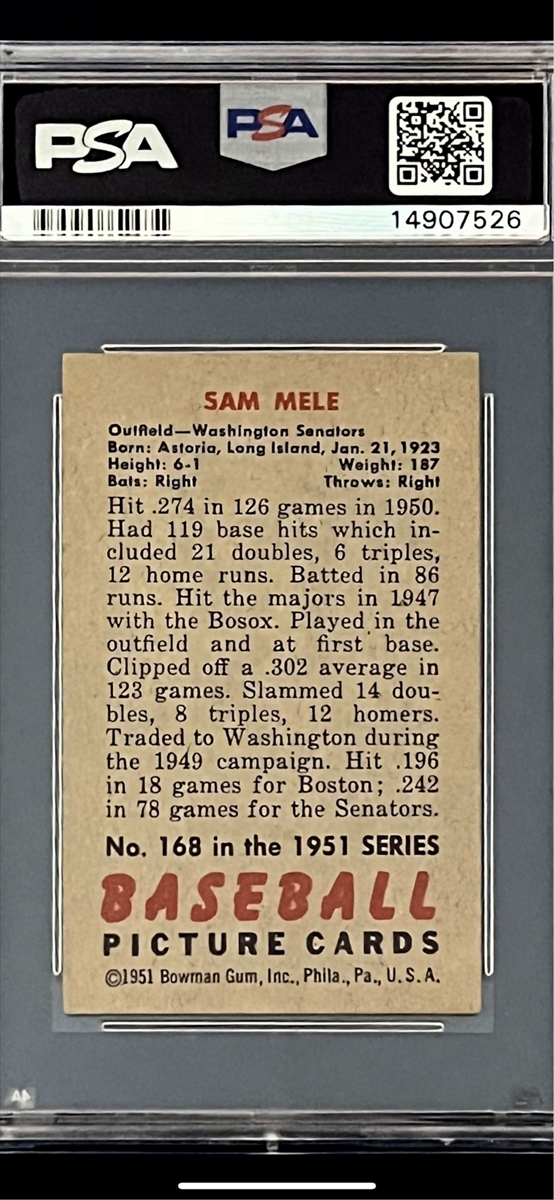 PSA
PSA
14907526
SAM MELE
Outfield—Washington Senators
Born: Astoria, Long Island, Jan. 21, 1923
Height: 6-1 Weight: 187
Bats: Right Throws: Right
Hit .274 in 126 games in 1950.
Had 119 base hits which in-
cluded 21 doubles, 6 triples,
12 home runs. Batted in 86
runs. Hit the majors in 1947
with the Bosox. Played in the
outfield and at first base.
Clipped off a .302 average in
123 games. Slammed 14 dou-
bles, 8 triples, 12 homers.
Traded to Washington during
the 1949 campaign. Hit .196
in 18 games for Boston; .242
in 78 games for the Senators.
No. 168 in the 1951 SERIES
BASEBALL
PICTURE CARDS
©1951 Bowman Gum, Inc., Phila., Pa., U.S.A.